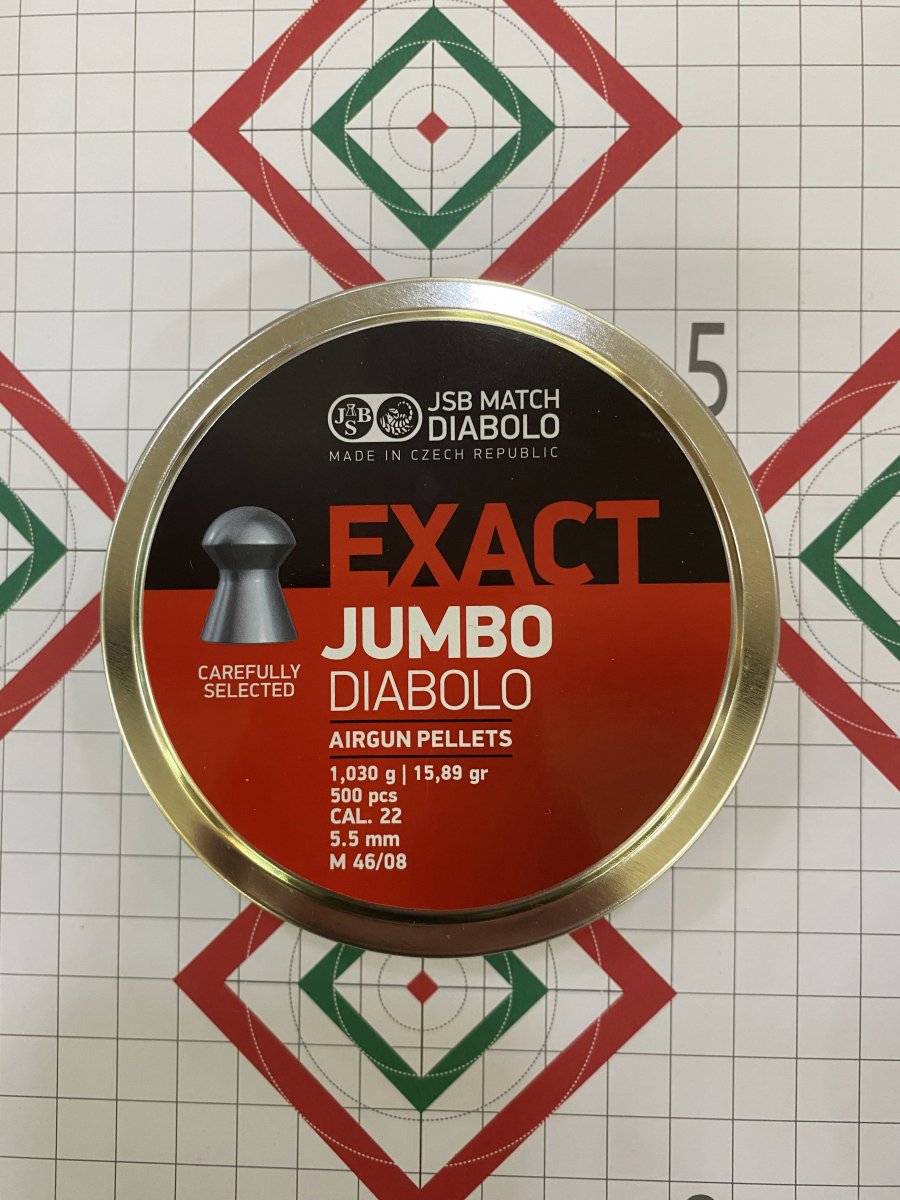 5
JSB
JSB MATCH
DIABOLO
MADE IN CZECH REPUBLIC
EXACT
JUMBO
DIABOLO
CAREFULLY
SELECTED
AIRGUN PELLETS
1,030 g | 15,89 gr
500 pcs
CAL. 22
5.5 mm
M 46/08